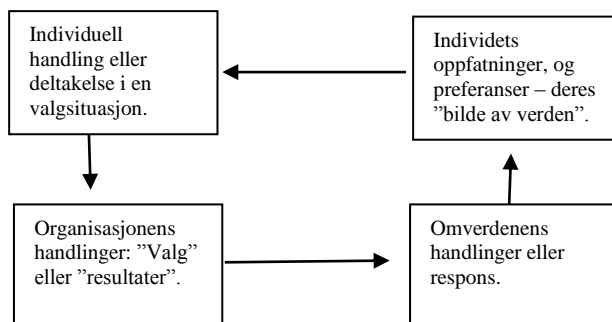 Individuell
handling eller
deltakelse i en
valgsituasjon.
Individets
oppfatninger, og
preferanser – deres
”bilde av verden”.
Organisasjonens
handlinger: ”Valg”
eller ”resultater”.
Omverdenens
handlinger eller
respons.